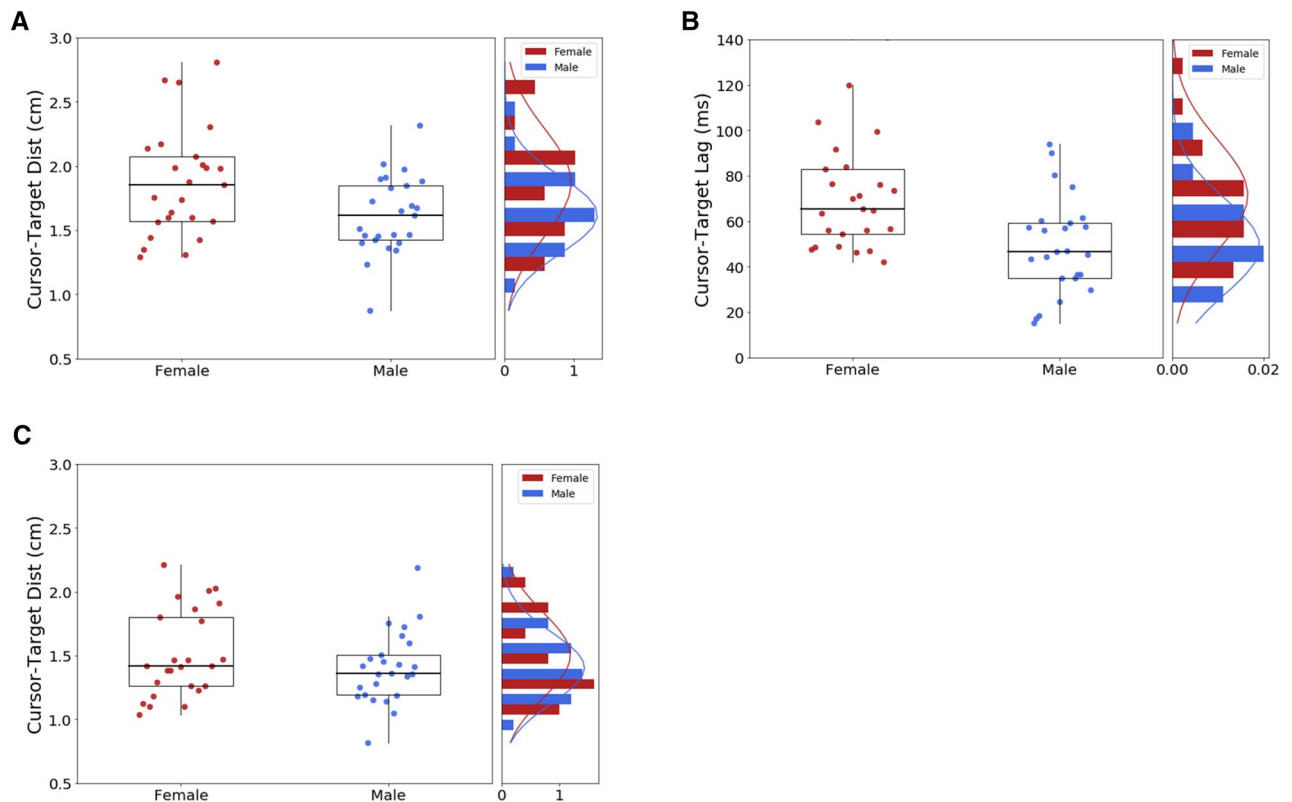 A
3.0
2.5
2.0
1.5
1.0
0.5
Cursor-Target Dist (cm)
Female
Male
Female
Male
0
1
B
140
120
100
80
60
40
20
0
Cursor-Target Lag (ms)
Female
Male
Female
Male
0.00
0.02
C
3.0
2.5
2.0
1.5
1.0
0.5
Cursor-Target Dist (cm)
Female
Male
Female
Male
0
1